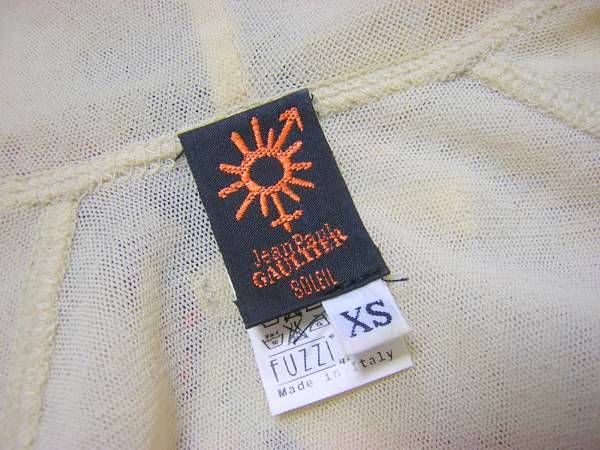 Jean Paul
GAULTIER
SOLEIL
XS
FUZZI
Made in Italy